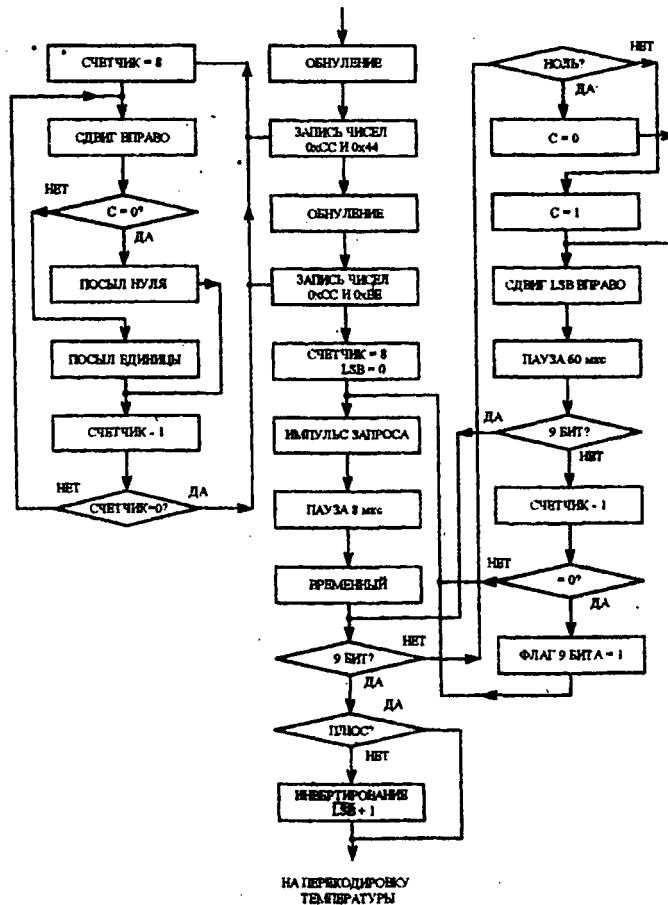 СЧЕТЧИК = 8
СДВИГ ВПРАВО
НЕТ
C = 0?
ДА
ПОСЫЛ НУЛЯ
ПОСЫЛ ЕДИНИЦЫ
СЧЕТЧИК - 1
НЕТ
СЧЕТЧИК=0?
ДА
ОБНУЛЕНИЕ
ЗАПИСЬ ЧИСЕЛ
0xCC И 0x44
ОБНУЛЕНИЕ
ЗАПИСЬ ЧИСЕЛ
0xCC И 0xBE
СЧЕТЧИК = 8
LSB = 0
ИМПУЛЬС ЗАПРОСА
ПАУЗА 8 мкс
ВРЕМЕННЫЙ
9 БИТ?
НЕТ
ДА
ДА
ПЛЮС?
НЕТ
ИНВЕРТИРОВАНИЕ
LSB + 1
НА ПЕРЕКОДИРОВКУ
ТЕМПЕРАТУРЫ
НОЛЬ?
НЕТ
ДА
C = 0
C = 1
СДВИГ LSB ВПРАВО
ПАУЗА 60 мкс
ДА
9 БИТ?
НЕТ
СЧЕТЧИК - 1
НЕТ
= 0?
ДА
ФЛАГ 9 БИТА = 1